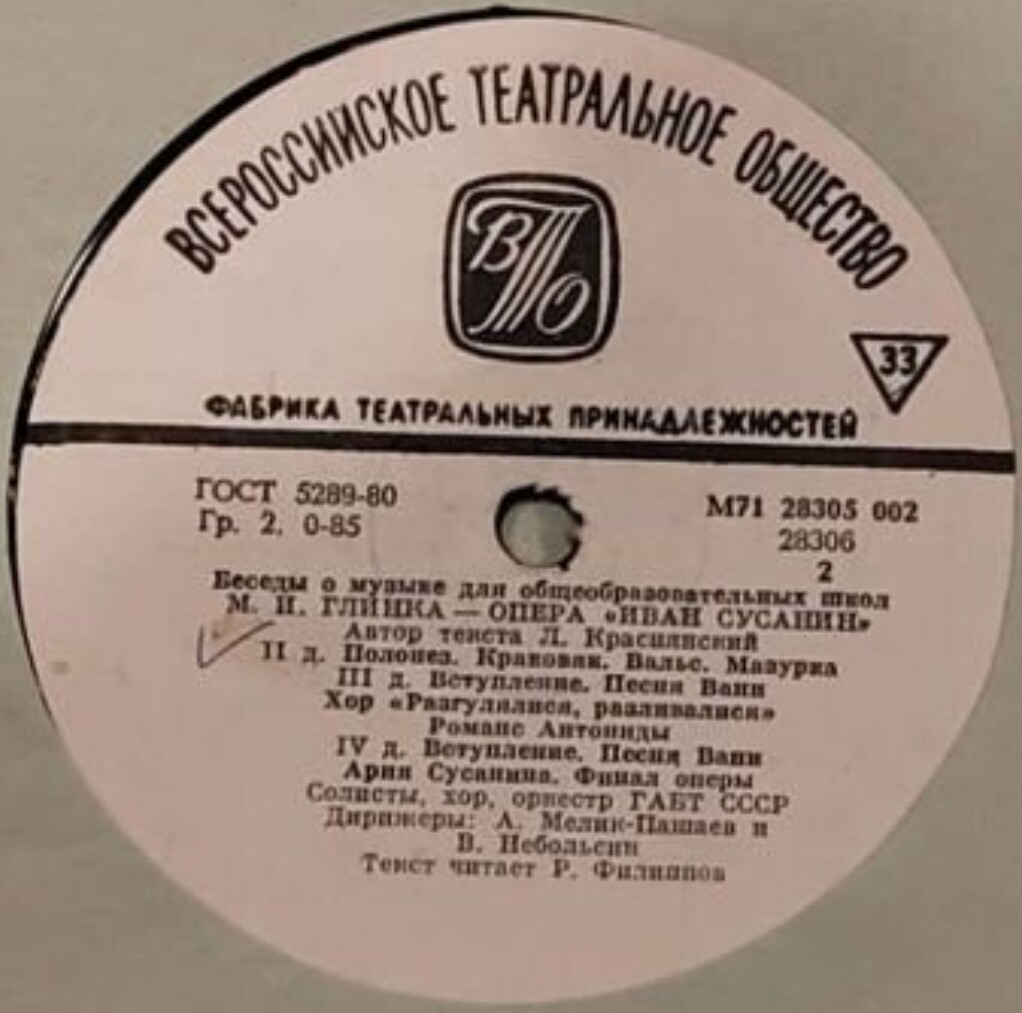 ВСЕРОССИЙСКОЕ ТЕАТРАЛЬНОЕ ОБЩЕСТВО
ВТО
33
ФАБРИКА ТЕАТРАЛЬНЫХ ПРИНАДЛЕЖНОСТЕЙ
ГОСТ 5289-80
Гр. 2. 0-85
М71 28305 002
28306
2
Беседы о музыке для общеобразовательных школ
М. И. ГЛИНКА — ОПЕРА «ИВАН СУСАНИН»
Автор текста Л. Красинский
II д. Полонез. Краковяк. Вальс. Мазурка
III д. Вступление. Песня Вани
Хор «Разгулялися, разливалися»
Романс Антониды
IV д. Вступление. Песня Вани
Ария Сусанина. Финал оперы
Солисты, хор, оркестр ГАБТ СССР
Дирижеры: А. Мелик-Пашаев и
В. Небольсин
Текст читает Р. Филиппов